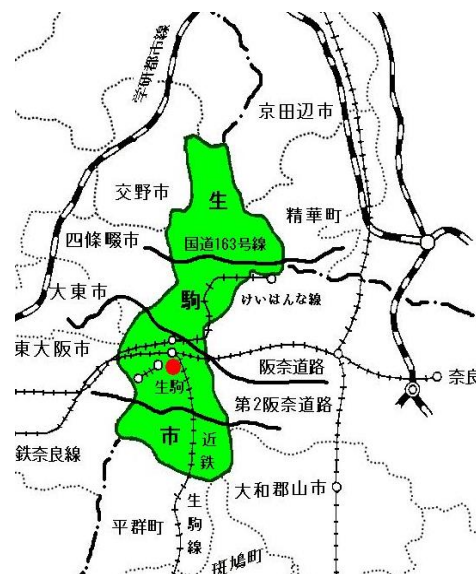 学研都市線
京田辺市
交野市
生
駒
市
精華町
四條畷市
国道163号線
大東市
けいはんな線
東大阪市
阪奈道路
奈良
生駒
第2阪奈道路
鉄奈良線
近鉄
生駒線
大和郡山市
平群町
斑鳩町